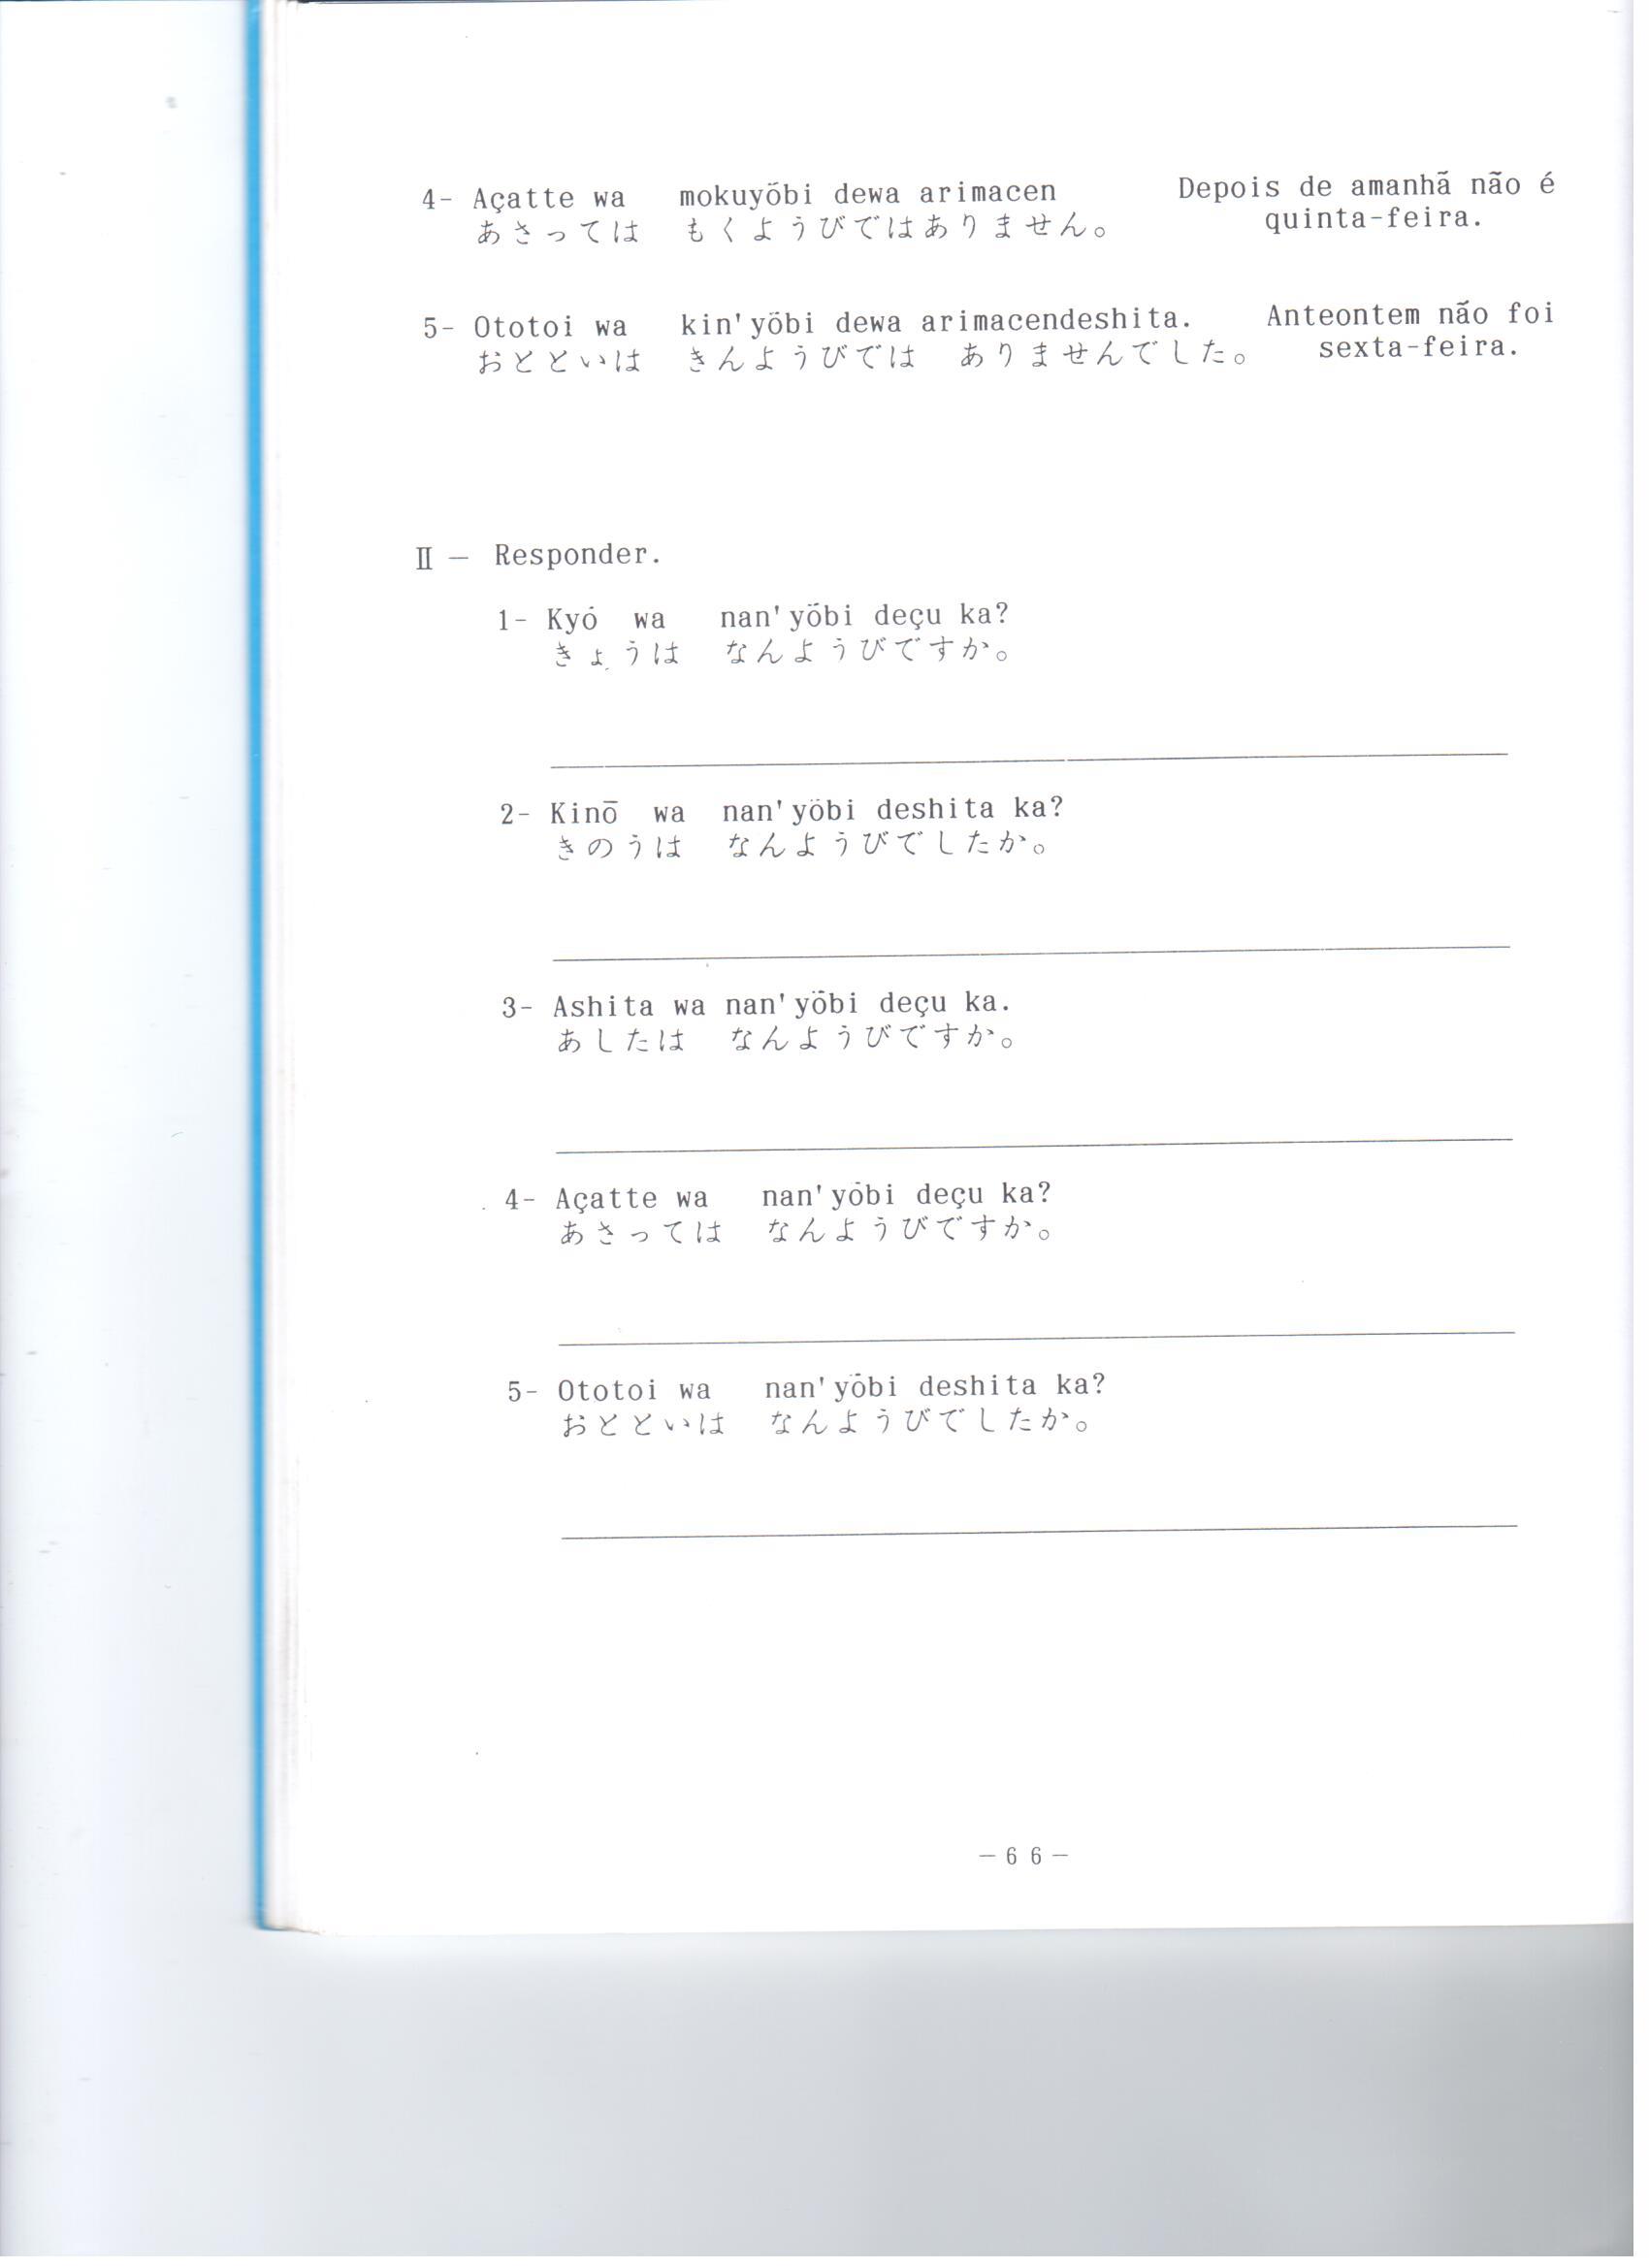 4- Açatte wa mokuyōbi dewa arimacen Depois de amanhã não é
あさっては もくようびではありません。 quinta-feira.
5- Ototoi wa kin'yōbi dewa arimacendeshita. Anteontem não foi
おとといは きんようびでは ありませんでした。 sexta-feira.
Ⅱ － Responder.
1- Kyō wa nan'yōbi deçu ka?
きょうは なんようびですか。
2- Kinō wa nan'yōbi deshita ka?
きのうは なんようびでしたか。
3- Ashita wa nan'yōbi deçu ka.
あしたは なんようびですか。
4- Açatte wa nan'yōbi deçu ka?
あさっては なんようびですか。
5- Ototoi wa nan'yōbi deshita ka?
おとといは なんようびでしたか。
－66－